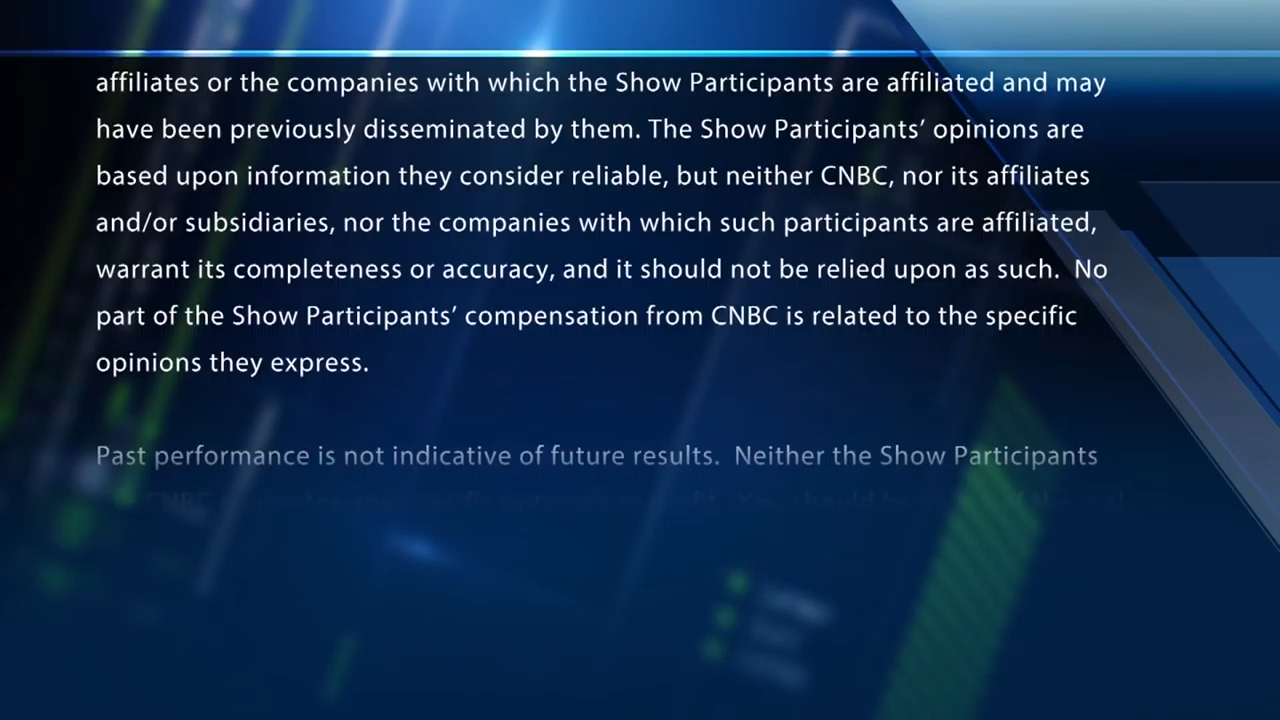 affiliates or the companies with which the Show Participants are affiliated and may
have been previously disseminated by them. The Show Participants’ opinions are
based upon information they consider reliable, but neither CNBC, nor its affiliates
and/or subsidiaries, nor the companies with which such participants are affiliated,
warrant its completeness or accuracy, and it should not be relied upon as such.  No
part of the Show Participants’ compensation from CNBC is related to the specific
opinions they express.
Past performance is not indicative of future results.  Neither the Show Participants
CNBC